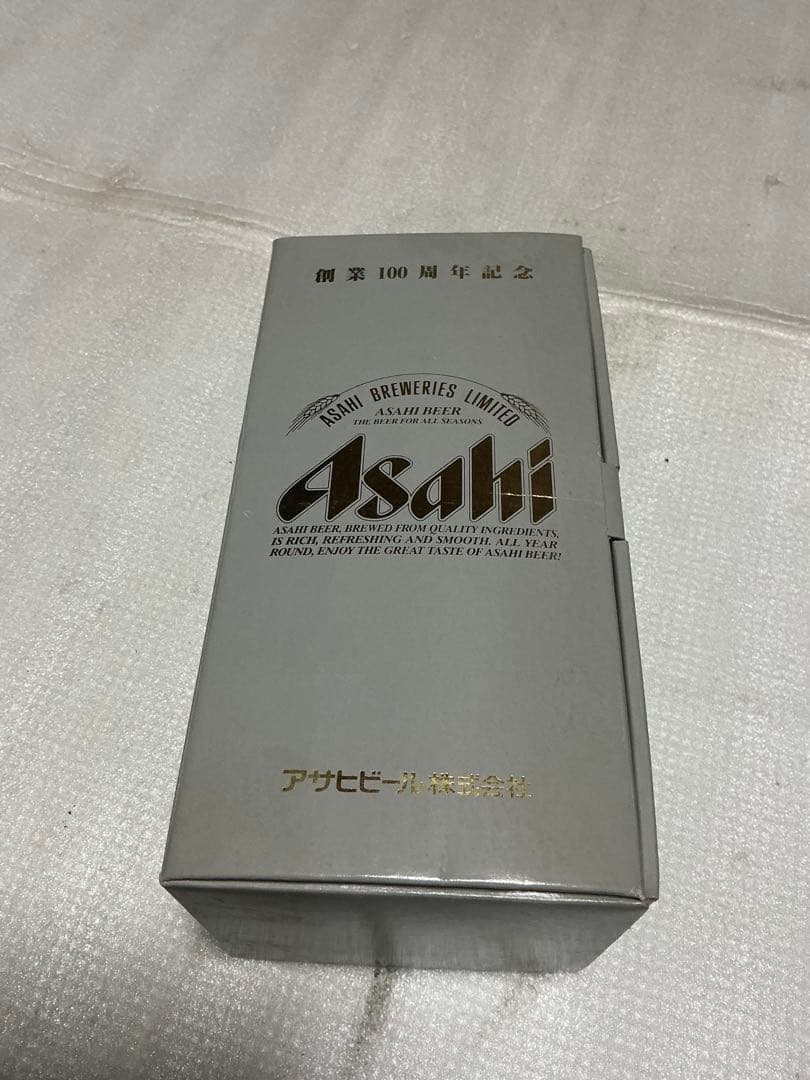 創業100周年記念
ASAHI BREWERIES LIMITED
ASAHI BEER
THE BEER FOR ALL SEASONS
Asahi
ASAHI BEER, BREWED FROM QUALITY INGREDIENTS,
IS RICH, REFRESHING AND SMOOTH. ALL YEAR
ROUND, ENJOY THE GREAT TASTE OF ASAHI BEER!
アサヒビール株式会社